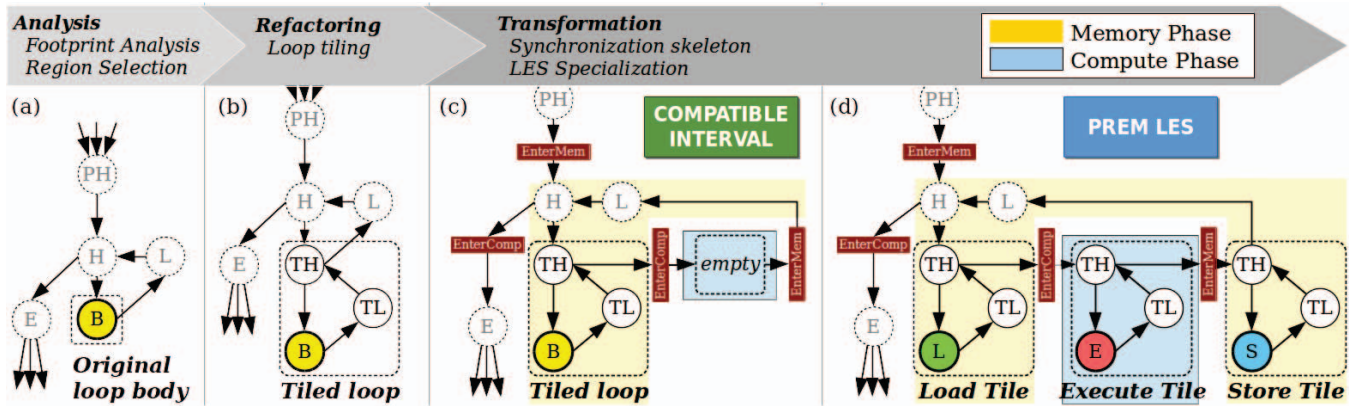 Analysis
Footprint Analysis
Region Selection
Refactoring
Loop tiling
Transformation
Synchronization skeleton
LES Specialization
Memory Phase
Compute Phase
(a)
PH
H
L
E
B
Original
loop body
(b)
PH
H
L
E
TH
TL
B
Tiled loop
(c)
PH
COMPATIBLE
INTERVAL
EnterMem
H
L
EnterComp
TH
EnterComp
empty
EnterMem
TL
E
B
Tiled loop
(d)
PH
PREM LES
EnterMem
H
L
EnterComp
TH
EnterComp
TH
EnterMem
TH
TL
TL
TL
E
L
E
S
Load Tile
Execute Tile
Store Tile